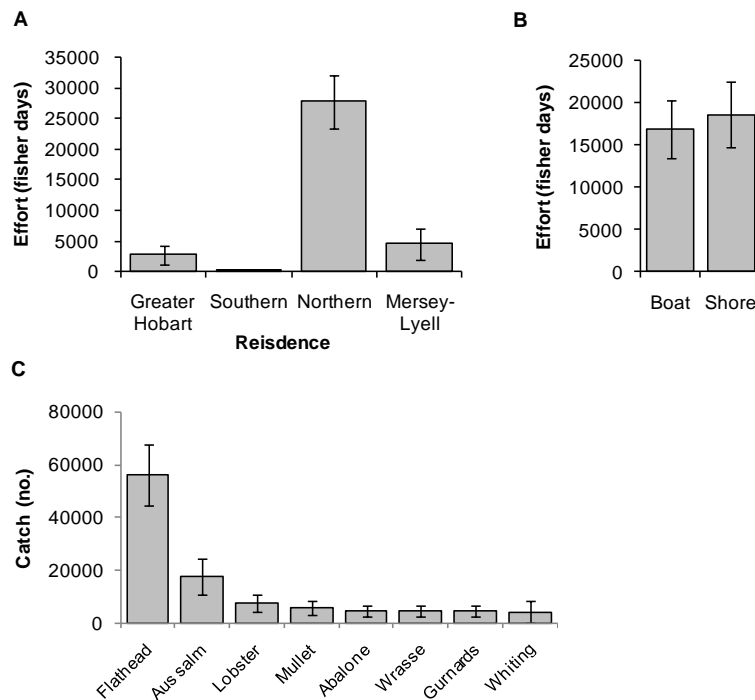 A
Effort (fisher days)
35000
30000
25000
20000
15000
10000
5000
0
Greater Hobart
Southern
Northern
Mersey-Lyell
Reisdence
B
Effort (fisher days)
25000
20000
15000
10000
5000
0
Boat
Shore
C
Catch (no.)
80000
60000
40000
20000
0
Flathead
Aus salm
Lobster
Mullet
Abalone
Wrasse
Gurnards
Whiting